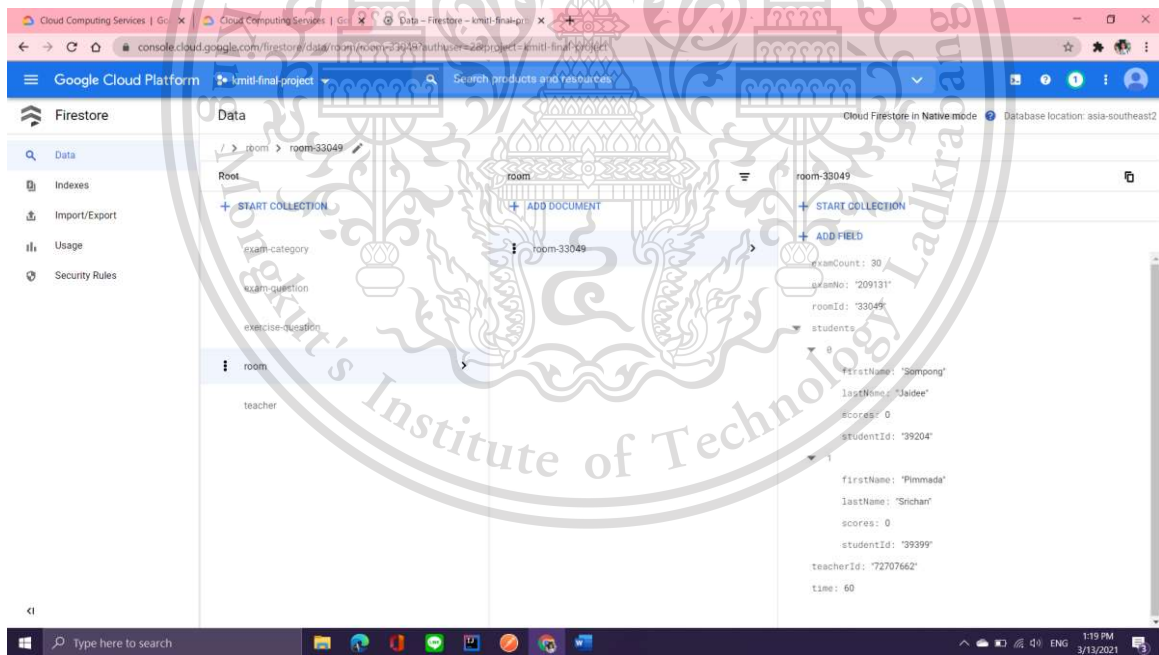 Cloud Computing Services | Go
Cloud Computing Services | G
Data – Firestore – kmitl-final-pro
console.cloud.google.com/firestore/data/room/room-33049?authuser=2&project=kmitl-final-project
Google Cloud Platform
kmitl-final-project
Search products and resources
1
Firestore
Data
Cloud Firestore in Native mode
Database location: asia-southeast2
Data
Indexes
Import/Export
Usage
Security Rules
/ > room > room-33049
Root
room
room-33049
+ START COLLECTION
+ ADD DOCUMENT
+ START COLLECTION
+ ADD FIELD
exam-category
exam-question
exercise-question
room
teacher
room-33049
examCount: 30
examNo: "209131"
roomId: "33049"
students
0
firstName: "Sompong"
lastName: "Jaidee"
scores: 0
studentId: "39204"
1
firstName: "Pimmada"
lastName: "Srichan"
scores: 0
studentId: "39399"
teacherId: "72707662"
time: 60
Type here to search
ENG
1:19 PM
3/13/2021
3
Mongkut's Institute of Technology Ladkrabang